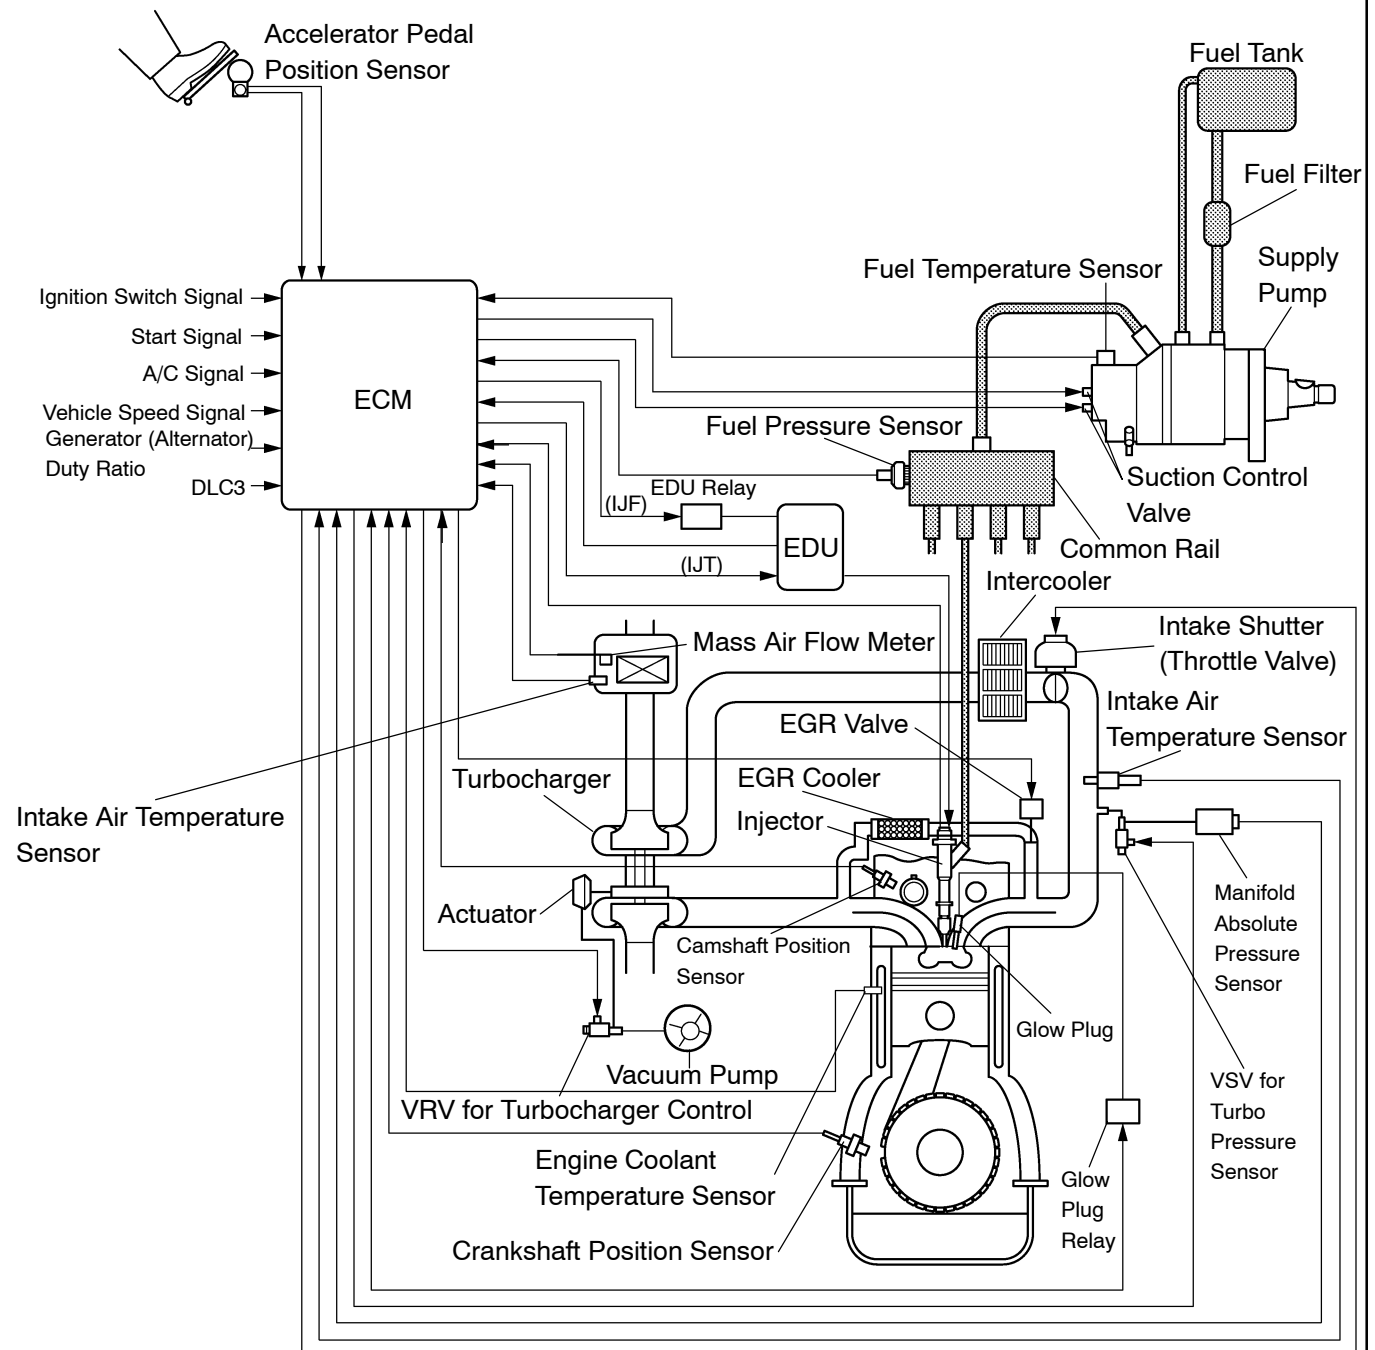 Accelerator Pedal
Position Sensor
Fuel Tank
Fuel Filter
Supply
Pump
Fuel Temperature Sensor
Ignition Switch Signal
Start Signal
A/C Signal
Vehicle Speed Signal
Generator (Alternator)
Duty Ratio
DLC3
ECM
Fuel Pressure Sensor
Suction Control
Valve
EDU Relay
(IJF)
EDU
(IJT)
Common Rail
Intercooler
Mass Air Flow Meter
Intake Shutter
(Throttle Valve)
Intake Air
Temperature Sensor
EGR Valve
Turbocharger
EGR Cooler
Injector
Intake Air Temperature
Sensor
Actuator
Camshaft Position
Sensor
Manifold
Absolute
Pressure
Sensor
Glow Plug
Vacuum Pump
VRV for Turbocharger Control
VSV for
Turbo
Pressure
Sensor
Engine Coolant
Temperature Sensor
Glow
Plug
Relay
Crankshaft Position Sensor